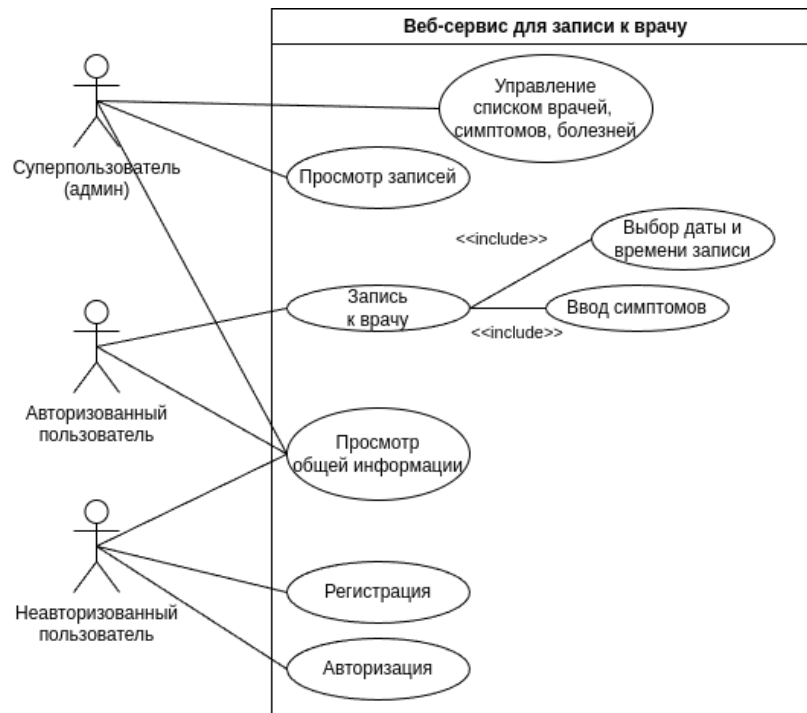 Веб-сервис для записи к врачу
Управление
списком врачей,
симптомов, болезней
Суперпользователь
(админ)
Просмотр записей
<<include>>
Выбор даты и
времени записи
Запись
к врачу
Ввод симптомов
<<include>>
Авторизованный
пользователь
Просмотр
общей информации
Регистрация
Неавторизованный
пользователь
Авторизация